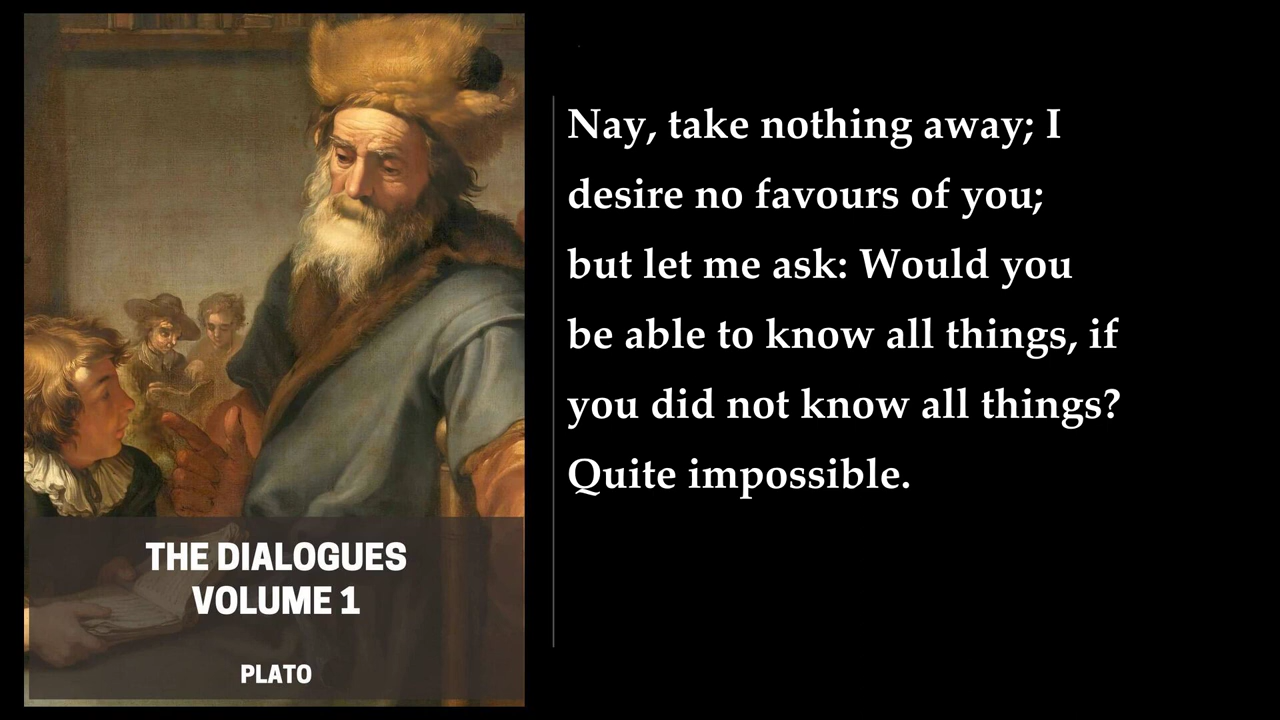 THE DIALOGUES
VOLUME 1
PLATO
Nay, take nothing away; I
desire no favours of you;
but let me ask: Would you
be able to know all things, if
you did not know all things?
Quite impossible.